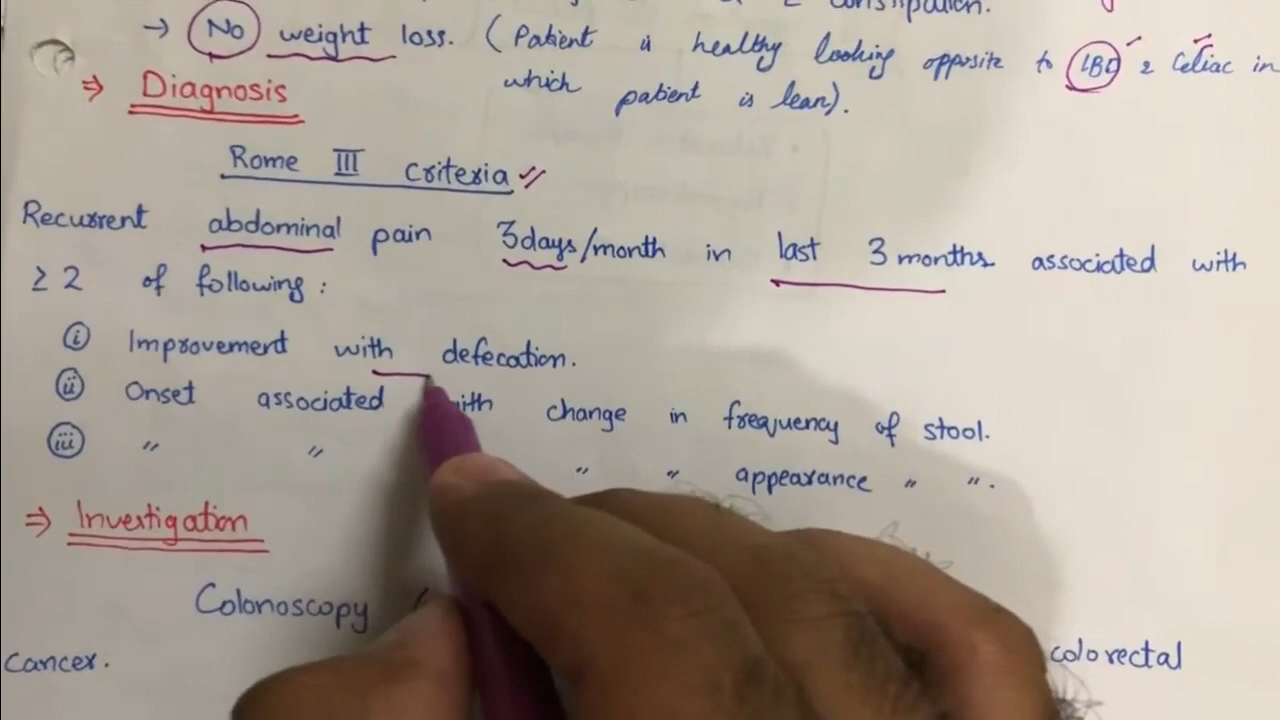 constipation.
→ No weight loss. (Patient is healthy looking opposite to IBD & Celiac in
which patient is lean).
⇒ Diagnosis
Rome III criteria
Recurrent abdominal pain 3days/month in last 3 months associated with
≥ 2 of following :
(i) Improvement with defecation.
(ii) Onset associated with change in frequency of stool.
(iii) " " " " appearance " ".
⇒ Investigation
Colonoscopy ( colorectal
cancer.